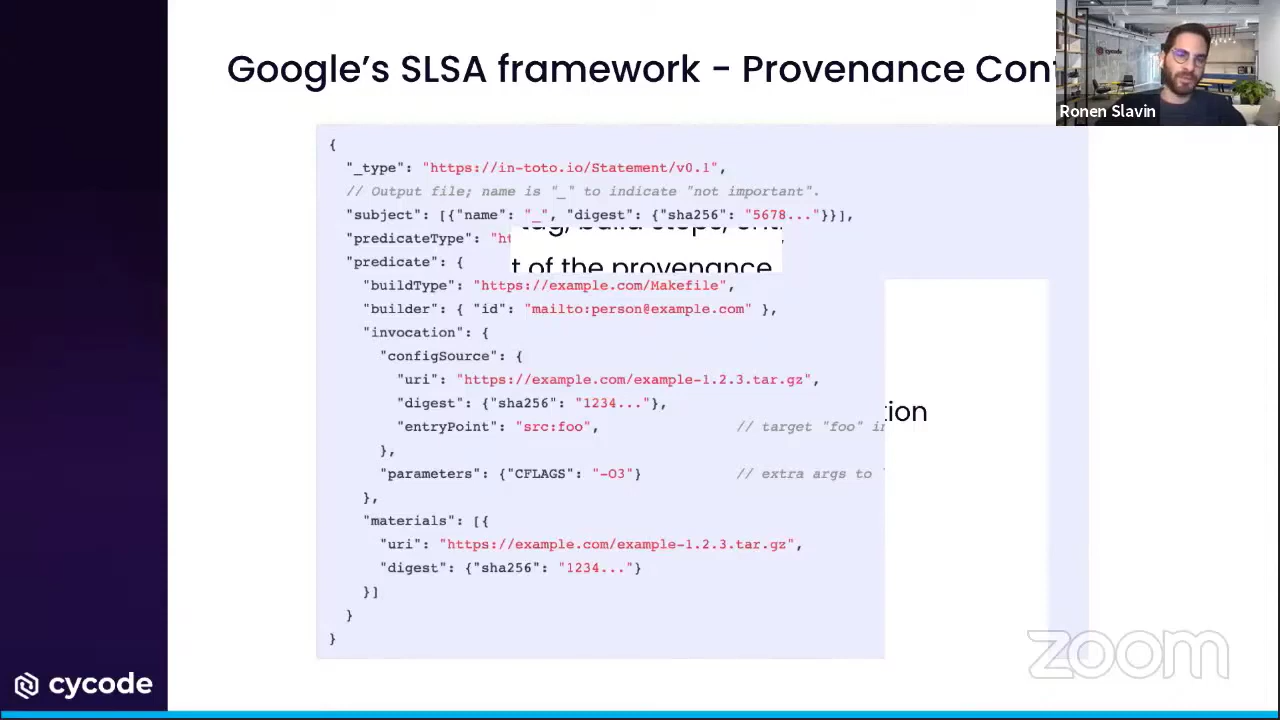 Google's SLSA framework - Provenance
cycode
Ronen Slavin
{
"_type": "https://in-toto.io/Statement/v0.1",
// Output file; name is "_" to indicate "not important".
"subject": [{"name": "_", "digest": {"sha256": "5678..."}}],
"predicateType":
"predicate": {
of the provenance
"buildType": "https://example.com/Makefile",
"builder": { "id": "mailto:person@example.com" },
"invocation": {
"configSource": {
"uri": "https://example.com/example-1.2.3.tar.gz",
"digest": {"sha256": "1234..."},
"entryPoint": "src:foo", // target "foo"
},
"parameters": {"CFLAGS": "-O3"} // extra args to
},
"materials": [{
"uri": "https://example.com/example-1.2.3.tar.gz",
"digest": {"sha256": "1234..."}
}]
}
}
zoom
cycode